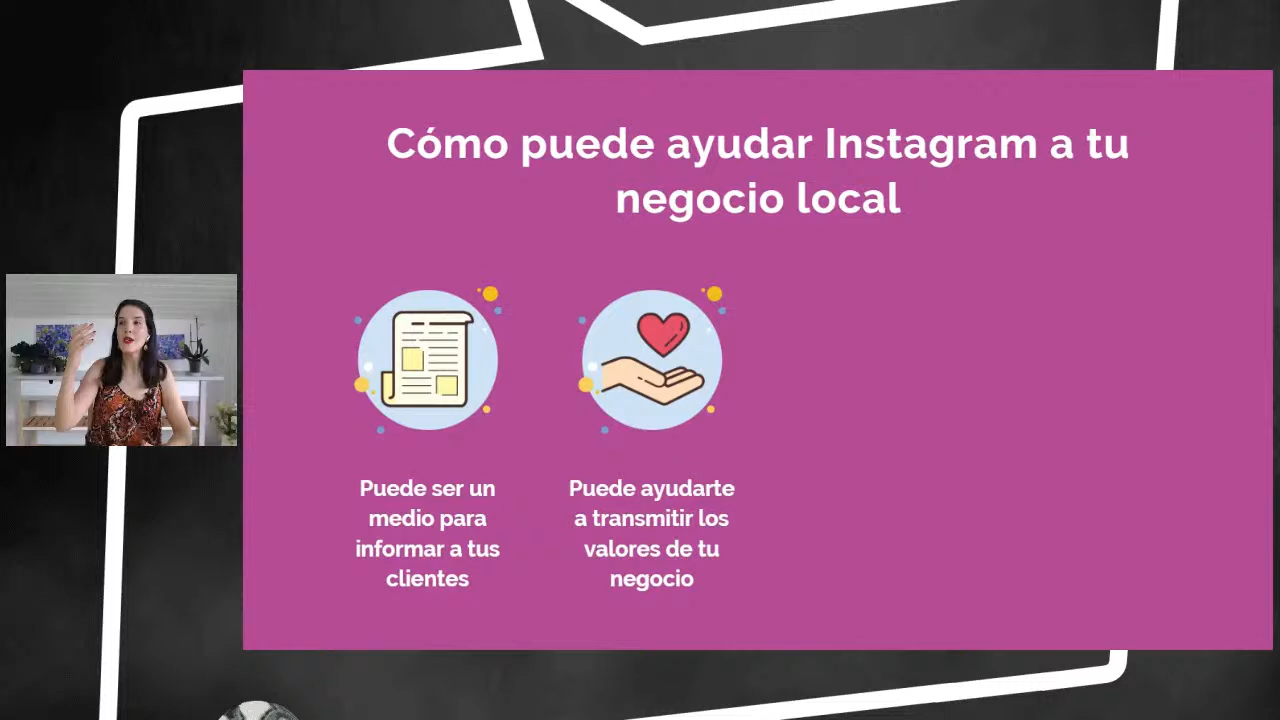 Cómo puede ayudar Instagram a tu
negocio local
Puede ser un
medio para
informar a tus
clientes
Puede ayudarte
a transmitir los
valores de tu
negocio